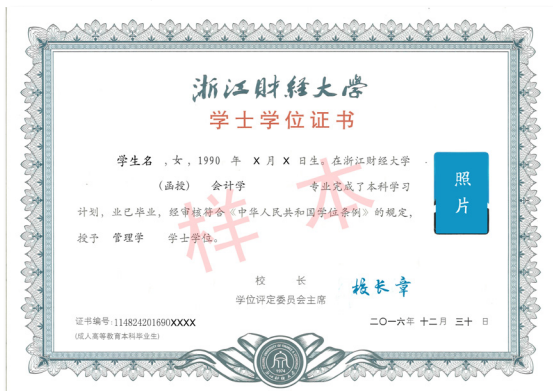 浙江财经大学
学士学位证书
学生名 ,女,1990 年 X 月 X 日生。在浙江财经大学
(函授) 会计学 专业完成了本科学习
计划,业已毕业,经审核符合《中华人民共和国学位条例》的规定,
授予 管理学 学士学位。
样本
照片
校 长
学位评定委员会主席
校长章
证书编号:114824201690XXXX
(成人高等教育本科毕业生)
二〇一六年 十二月 三十 日